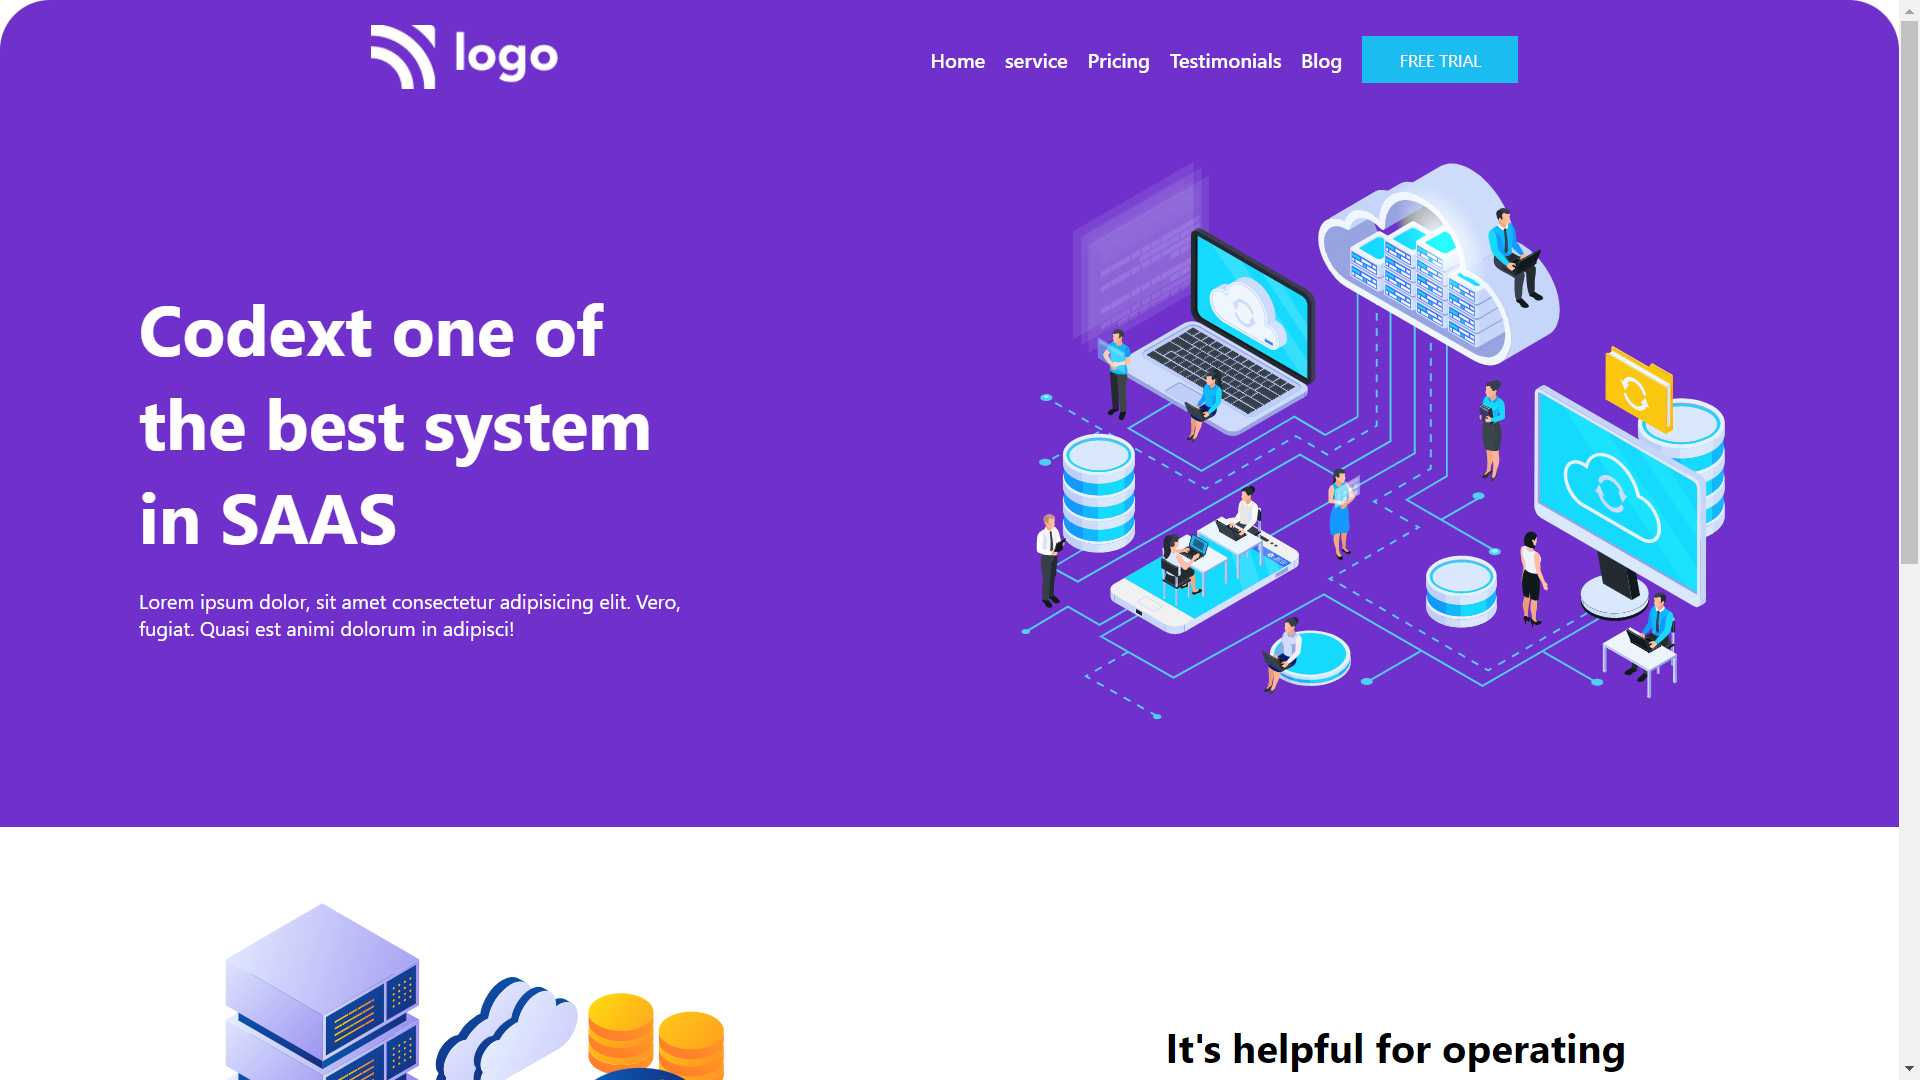 logo
Home service Pricing Testimonials Blog FREE TRIAL
Codext one of
the best system
in SAAS
Lorem ipsum dolor, sit amet consectetur adipisicing elit. Vero,
fugiat. Quasi est animi dolorum in adipisci!
It's helpful for operating